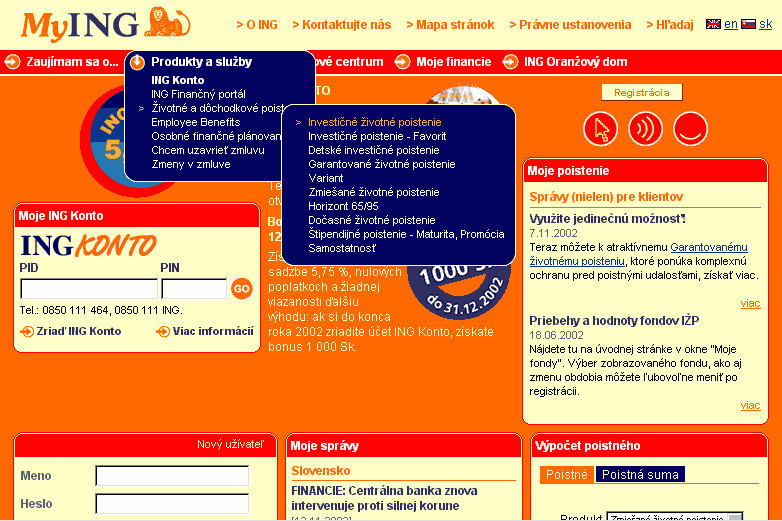 MyING
> O ING > Kontaktujte nás > Mapa stránok > Právne ustanovenia > Hľadaj en sk
Zaujímam sa o... Produkty a služby ové centrum Moje financie ING Oranžový dom
ING Konto
ING Finančný portál
> Životné a dôchodkové poiste
Employee Benefits
Osobné finančné plánovan
Chcem uzavrieť zmluvu
Zmeny v zmluve
> Investičné životné poistenie
Investičné poistenie - Favorit
Detské investičné poistenie
Garantované životné poistenie
Variant
Zmiešané životné poistenie
Horizont 65/95
Dočasné životné poistenie
Štipendijné poistenie - Maturita, Promócia
Samostatnosť
ING
5
TO
Te
otv
Bo
12
Zís
sadzbe 5,75 %, nulových
poplatkoch a žiadnej
viazanosti ďalšiu
výhodu: ak si do konca
roka 2002 zriadite účet ING Konto, získate
bonus 1 000 Sk.
1000 S
do 31.12.2002
Moje ING Konto
ING KONTO
PID PIN
GO
Tel.: 0850 111 464, 0850 111 ING.
Zriaď ING Konto Viac informácií
Registrácia
Moje poistenie
Správy (nielen) pre klientov
Využite jedinečnú možnosť!
7.11.2002
Teraz môžete k atraktívnemu Garantovanému
životnému poisteniu, ktoré ponúka komplexnú
ochranu pred poistnými udalosťami, získať viac.
viac
Priebehy a hodnoty fondov IŽP
18.06.2002
Nájdete tu na úvodnej stránke v okne "Moje
fondy". Výber zobrazovaného fondu, ako aj
zmenu obdobia môžete ľubovoľne meniť po
registrácii.
viac
Nový užívateľ
Meno
Heslo
Moje správy
Slovensko
FINANCIE: Centrálna banka znova
intervenuje proti silnej korune
[12.11.2002]
Výpočet poistného
Poistné Poistná suma
Produkt Zmiešané životné poistenie